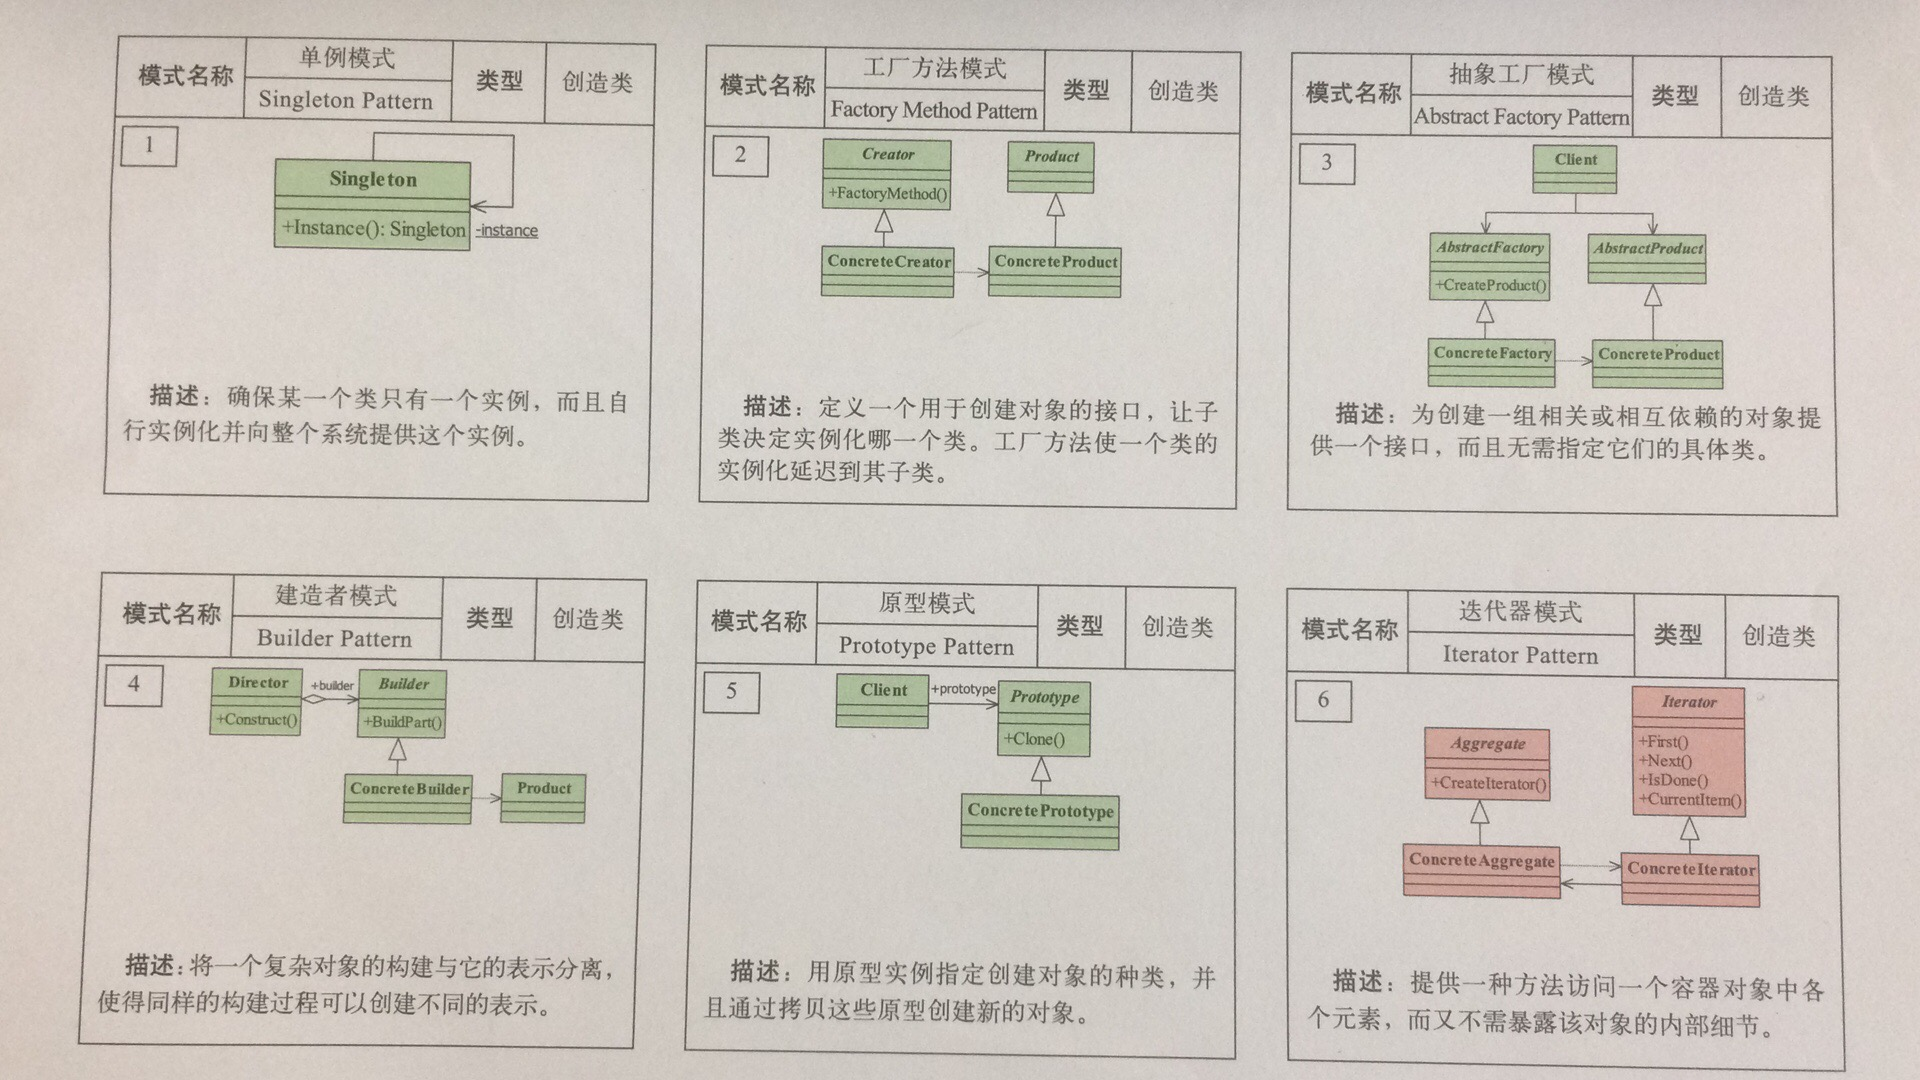 模式名称
单例模式
Singleton Pattern
类型
创造类
1
Singleton
+Instance(): Singleton
-instance
描述：确保某一个类只有一个实例，而且自
行实例化并向整个系统提供这个实例。
模式名称
工厂方法模式
Factory Method Pattern
类型
创造类
2
Creator
+FactoryMethod()
Product
ConcreteCreator
ConcreteProduct
描述：定义一个用于创建对象的接口，让子
类决定实例化哪一个类。工厂方法使一个类的
实例化延迟到其子类。
模式名称
抽象工厂模式
Abstract Factory Pattern
类型
创造类
3
Client
AbstractFactory
+CreateProduct()
AbstractProduct
ConcreteFactory
ConcreteProduct
描述：为创建一组相关或相互依赖的对象提
供一个接口，而且无需指定它们的具体类。
模式名称
建造者模式
Builder Pattern
类型
创造类
4
Director
+Construct()
+builder
Builder
+BuildPart()
ConcreteBuilder
Product
描述：将一个复杂对象的构建与它的表示分离，
使得同样的构建过程可以创建不同的表示。
模式名称
原型模式
Prototype Pattern
类型
创造类
5
Client
+prototype
Prototype
+Clone()
ConcretePrototype
描述：用原型实例指定创建对象的种类，并
且通过拷贝这些原型创建新的对象。
模式名称
迭代器模式
Iterator Pattern
类型
创造类
6
Aggregate
+CreateIterator()
Iterator
+First()
+Next()
+IsDone()
+CurrentItem()
ConcreteAggregate
ConcreteIterator
描述：提供一种方法访问一个容器对象中各
个元素，而又不需暴露该对象的内部细节。